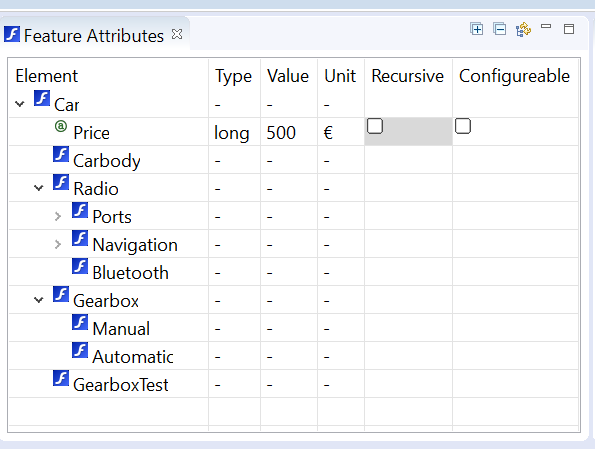 Feature Attributes
Element Type Value Unit Recursive Configureable
Car - - -
Price long 500 €
Carbody - - -
Radio - - -
Ports - - -
Navigation - - -
Bluetooth - - -
Gearbox - - -
Manual - - -
Automatic - - -
GearboxTest - - -